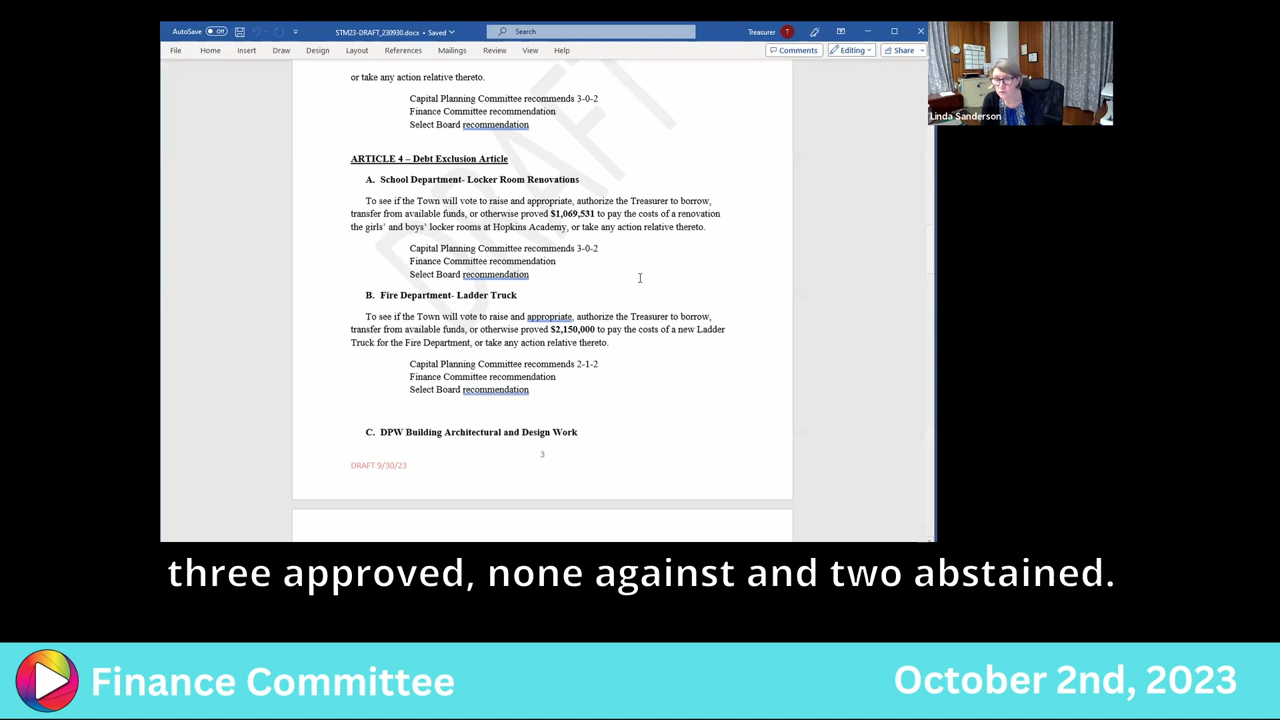 AutoSave Off STM23-DRAFT_230930.docx • Saved Search Treasurer T
File Home Insert Draw Design Layout References Mailings Review View Help Comments Editing Share
or take any action relative thereto.
Capital Planning Committee recommends 3-0-2
Finance Committee recommendation
Select Board recommendation
Linda Sanderson
DRAFT
ARTICLE 4 – Debt Exclusion Article
A. School Department- Locker Room Renovations
To see if the Town will vote to raise and appropriate, authorize the Treasurer to borrow,
transfer from available funds, or otherwise proved $1,069,531 to pay the costs of a renovation
the girls' and boys' locker rooms at Hopkins Academy, or take any action relative thereto.
Capital Planning Committee recommends 3-0-2
Finance Committee recommendation
Select Board recommendation
B. Fire Department- Ladder Truck
To see if the Town will vote to raise and appropriate, authorize the Treasurer to borrow,
transfer from available funds, or otherwise proved $2,150,000 to pay the costs of a new Ladder
Truck for the Fire Department, or take any action relative thereto.
Capital Planning Committee recommends 2-1-2
Finance Committee recommendation
Select Board recommendation
C. DPW Building Architectural and Design Work
3
DRAFT 9/30/23
three approved, none against and two abstained.
Finance Committee
October 2nd, 2023